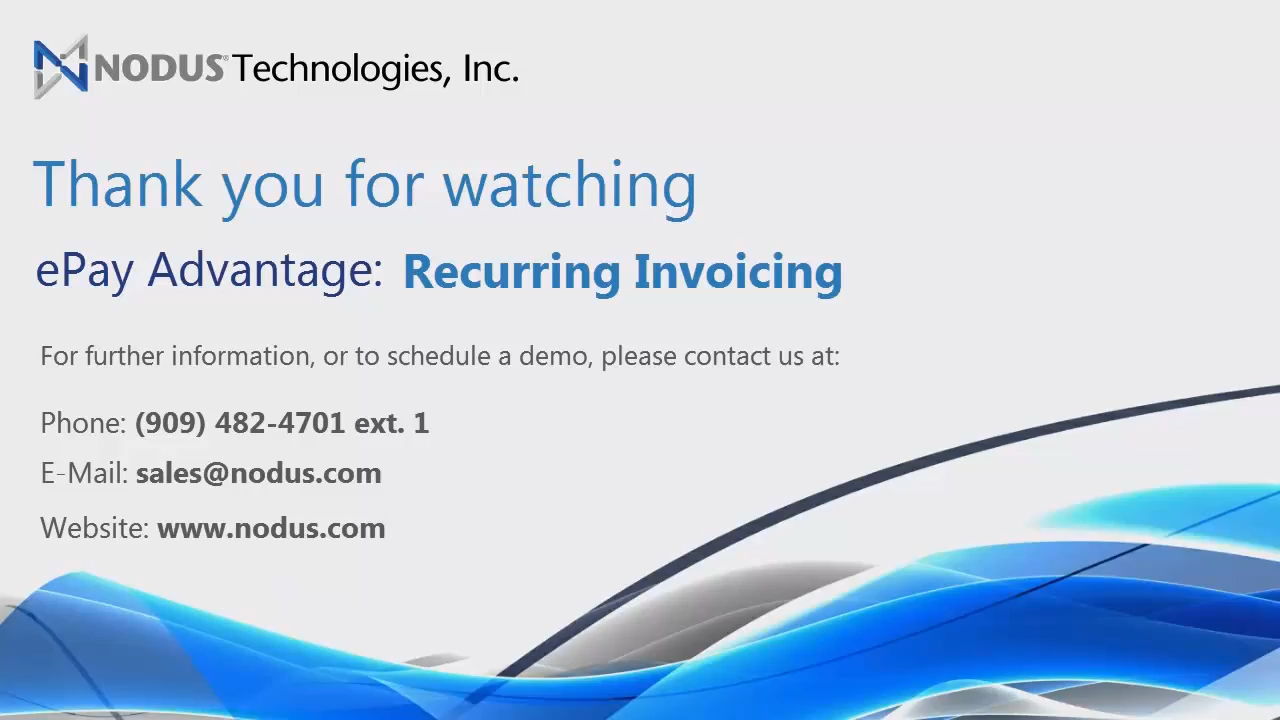 NODUS® Technologies, Inc.
Thank you for watching
ePay Advantage: Recurring Invoicing
For further information, or to schedule a demo, please contact us at:
Phone: (909) 482-4701 ext. 1
E-Mail: sales@nodus.com
Website: www.nodus.com